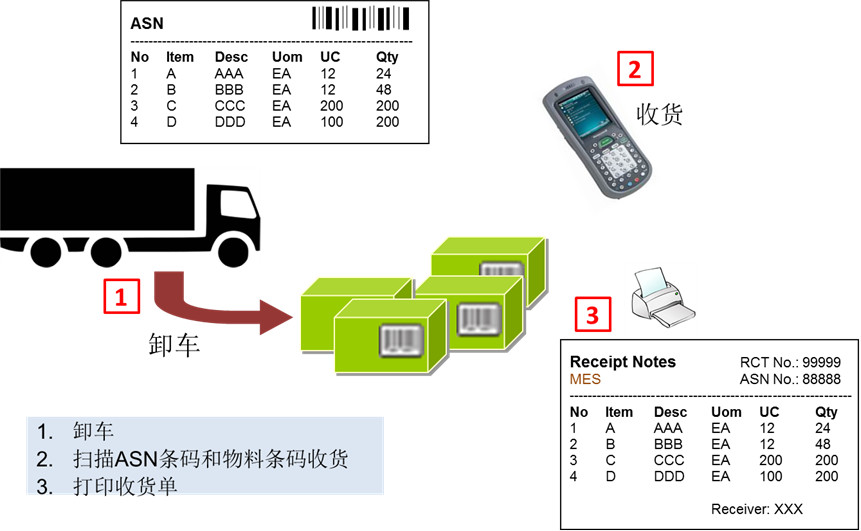 ASN
No Item Desc Uom UC Qty
1 A AAA EA 12 24
2 B BBB EA 12 48
3 C CCC EA 200 200
4 D DDD EA 100 200
2
收货
1
卸车
3
Receipt Notes RCT No.: 99999
MES ASN No.: 88888
No Item Desc Uom UC Qty
1 A AAA EA 12 24
2 B BBB EA 12 48
3 C CCC EA 200 200
4 D DDD EA 100 200
Receiver: XXX
1. 卸车
2. 扫描ASN条码和物料条码收货
3. 打印收货单